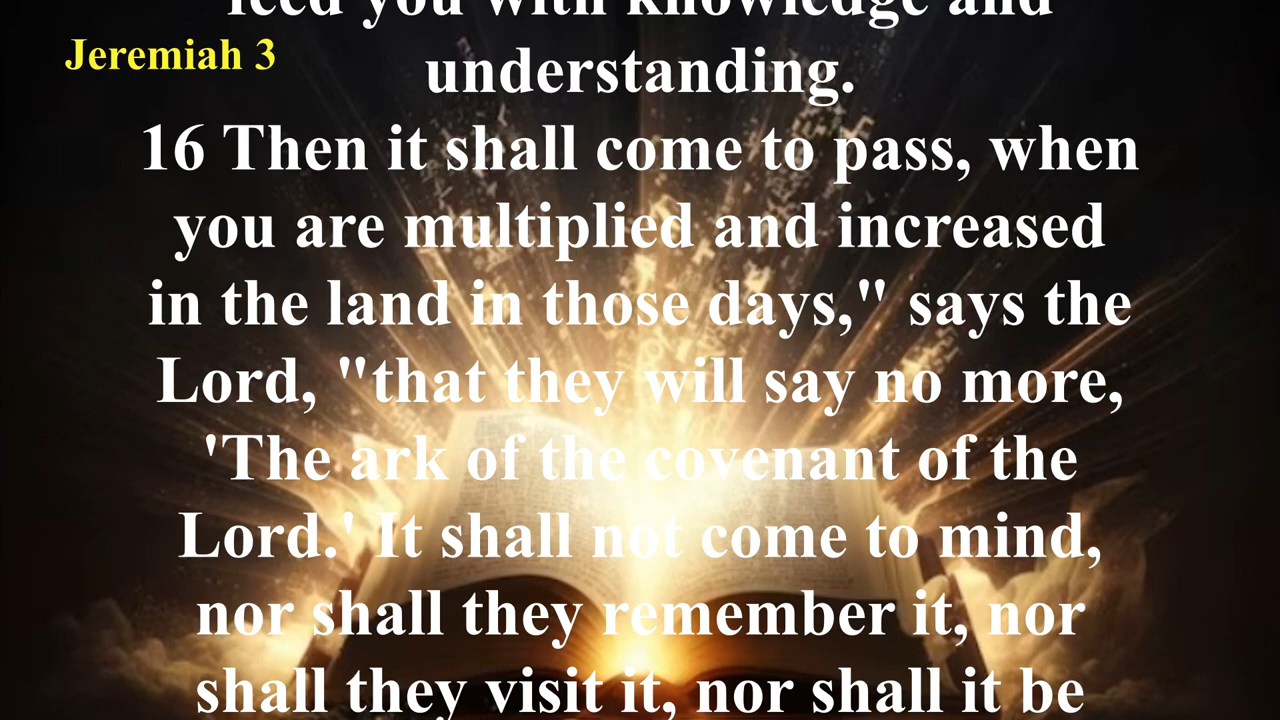 feed you with knowledge and
Jeremiah 3
understanding.
16 Then it shall come to pass, when
you are multiplied and increased
in the land in those days," says the
Lord, "that they will say no more,
'The ark of the covenant of the
Lord.' It shall not come to mind,
nor shall they remember it, nor
shall they visit it, nor shall it be